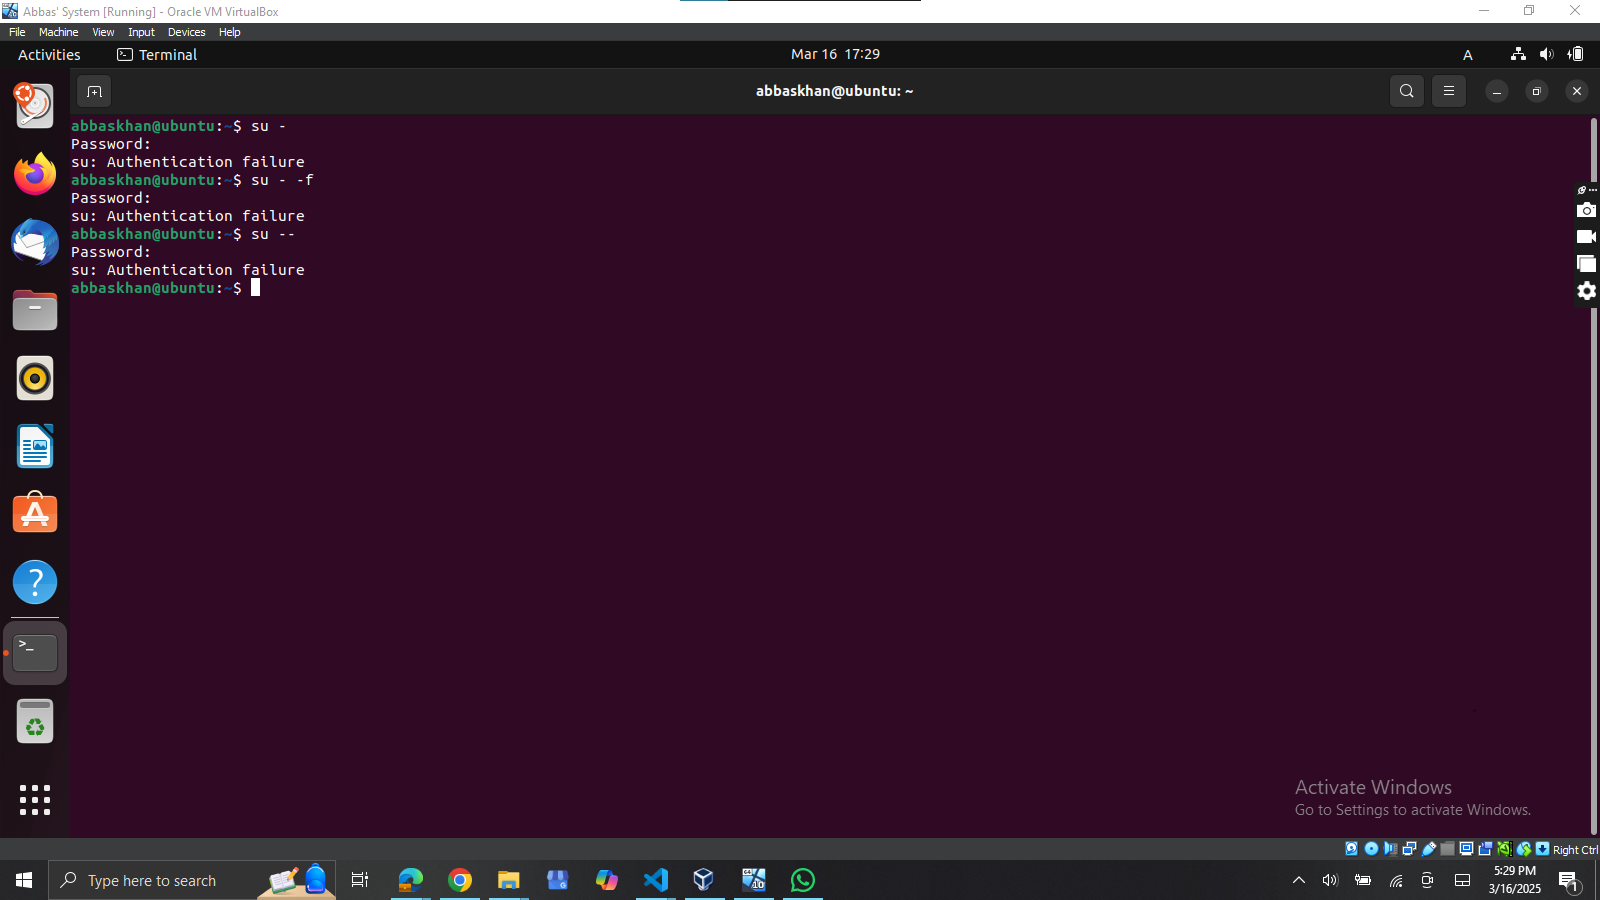 Abbas' System [Running] - Oracle VM VirtualBox
File Machine View Input Devices Help
Activities Terminal Mar 16 17:29 A
abbaskhan@ubuntu: ~
abbaskhan@ubuntu:~$ su -
Password:
su: Authentication failure
abbaskhan@ubuntu:~$ su - -f
Password:
su: Authentication failure
abbaskhan@ubuntu:~$ su --
Password:
su: Authentication failure
abbaskhan@ubuntu:~$
Activate Windows
Go to Settings to activate Windows.
Right Ctrl
Type here to search
5:29 PM
3/16/2025
1